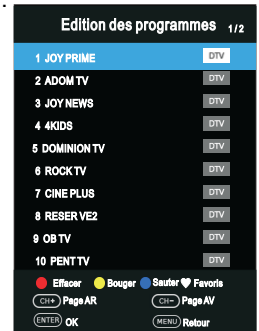 Edition des programmes 1/2
1 JOY PRIME DTV
2 ADOM TV DTV
3 JOY NEWS DTV
4 4KIDS DTV
5 DOMINION TV DTV
6 ROCK TV DTV
7 CINE PLUS DTV
8 RESER VE2 DTV
9 OB TV DTV
10 PENT TV DTV
Effacer Bouger Sauter Favoris
CH+ Page AR CH- Page AV
ENTER OK MENU Retour